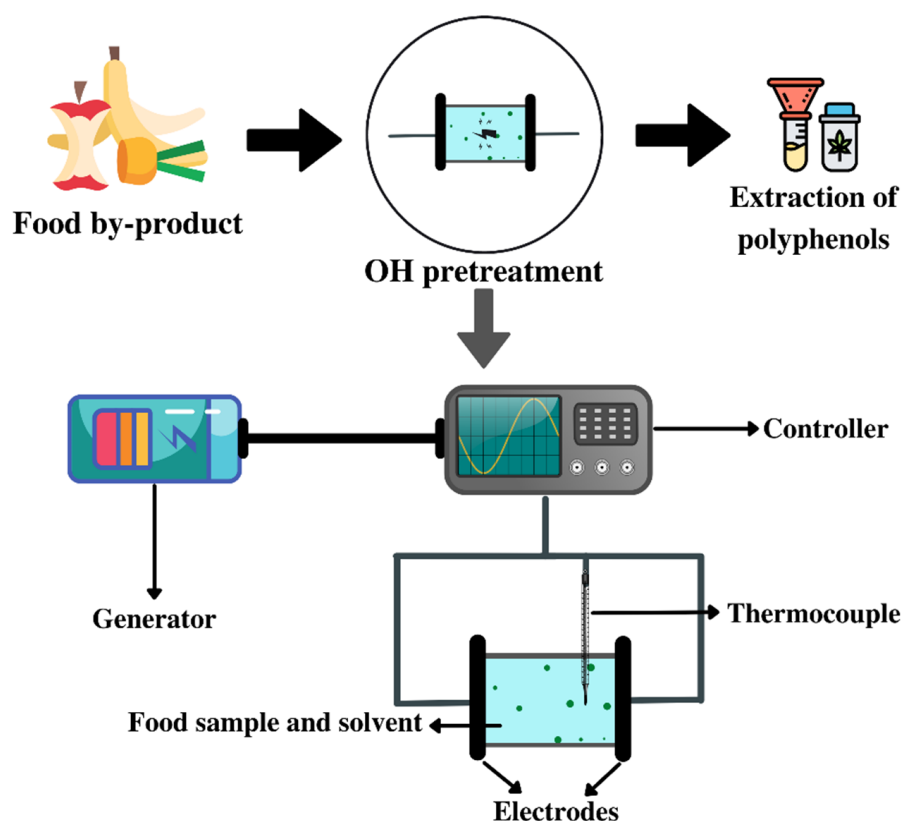 Food by-product
OH pretreatment
Extraction of
polyphenols
Controller
Generator
Thermocouple
Food sample and solvent
Electrodes